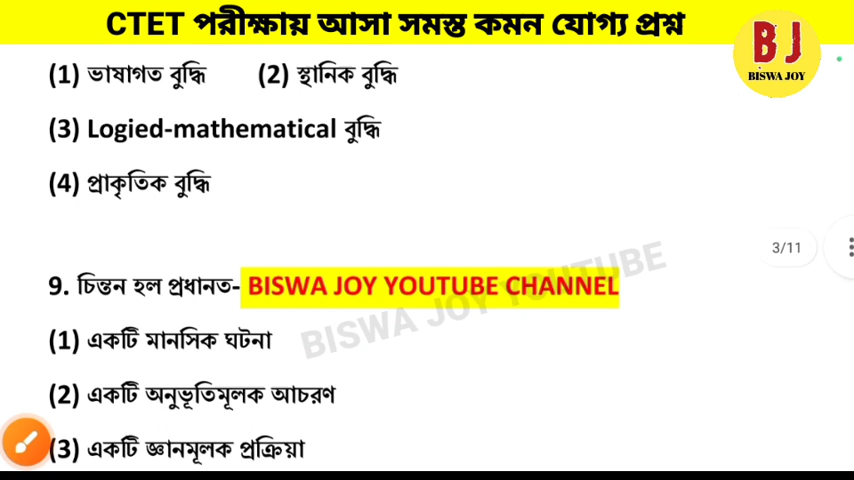 CTET পরীক্ষায় আসা সমস্ত কমন যোগ্য প্রশ্ন
BJ
BISWA JOY
(1) ভাষাগত বুদ্ধি (2) স্থানিক বুদ্ধি
(3) Logied-mathematical বুদ্ধি
(4) প্রাকৃতিক বুদ্ধি
3/11
9. চিন্তন হল প্রধানত- BISWA JOY YOUTUBE CHANNEL
BISWA JOY YOUTUBE
(1) একটি মানসিক ঘটনা
(2) একটি অনুভূতিমূলক আচরণ
(3) একটি জ্ঞানমূলক প্রক্রিয়া